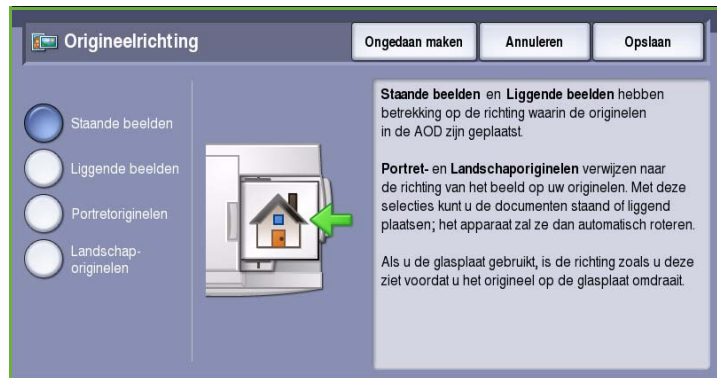 Origineelrichting
Ongedaan maken
Annuleren
Opslaan
Staande beelden
Liggende beelden
Portretoriginelen
Landschap-
originelen
Staande beelden en Liggende beelden hebben
betrekking op de richting waarin de originelen
in de AOD zijn geplaatst.
Portret- en Landschaporiginelen verwijzen naar
de richting van het beeld op uw originelen. Met deze
selecties kunt u de documenten staand of liggend
plaatsen; het apparaat zal ze dan automatisch roteren.
Als u de glasplaat gebruikt, is de richting zoals u deze
ziet voordat u het origineel op de glasplaat omdraait.